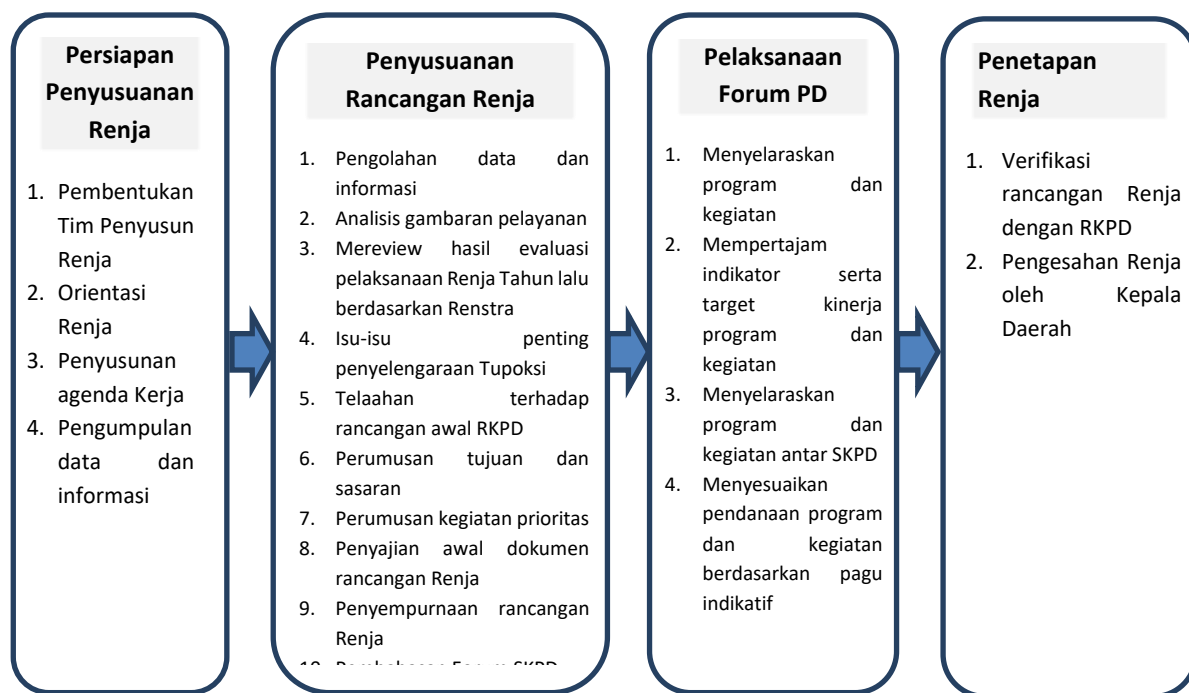 Persiapan
Penyusuanan
Renja
1. Pembentukan
Tim Penyusun
Renja
2. Orientasi
Renja
3. Penyusunan
agenda Kerja
4. Pengumpulan
data dan
informasi
Penyusuanan
Rancangan Renja
1. Pengolahan data dan
informasi
2. Analisis gambaran pelayanan
3. Mereview hasil evaluasi
pelaksanaan Renja Tahun lalu
berdasarkan Renstra
4. Isu-isu penting
penyelengaraan Tupoksi
5. Telaahan terhadap
rancangan awal RKPD
6. Perumusan tujuan dan
sasaran
7. Perumusan kegiatan prioritas
8. Penyajian awal dokumen
rancangan Renja
9. Penyempurnaan rancangan
Renja
Pelaksanaan
Forum PD
1. Menyelaraskan
program dan
kegiatan
2. Mempertajam
indikator serta
target kinerja
program dan
kegiatan
3. Menyelaraskan
program dan
kegiatan antar SKPD
4. Menyesuaikan
pendanaan program
dan kegiatan
berdasarkan pagu
indikatif
Penetapan
Renja
1. Verifikasi
rancangan Renja
dengan RKPD
2. Pengesahan Renja
oleh Kepala
Daerah